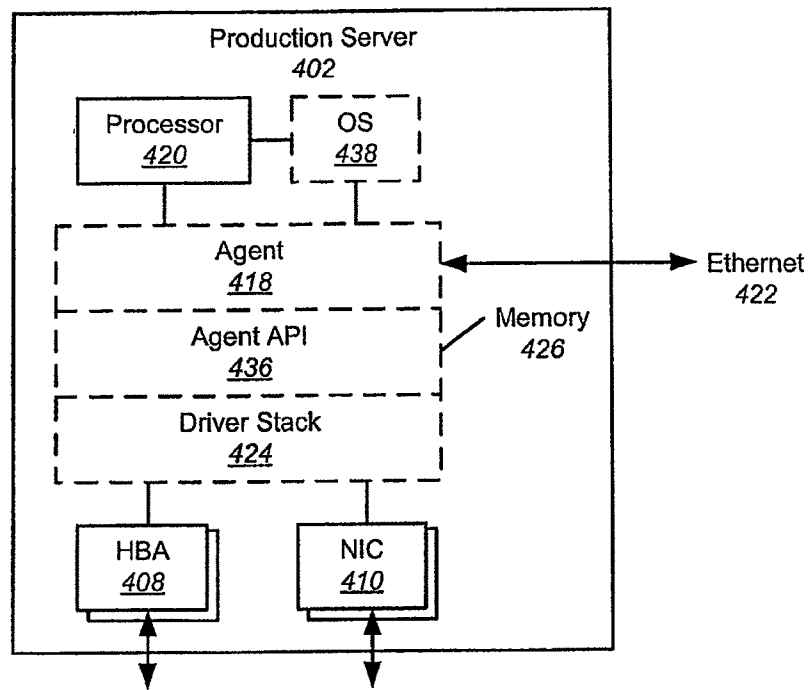 Production Server
402
Processor
420
OS
438
Agent
418
Ethernet
422
Agent API
436
Memory
426
Driver Stack
424
HBA
408
NIC
410